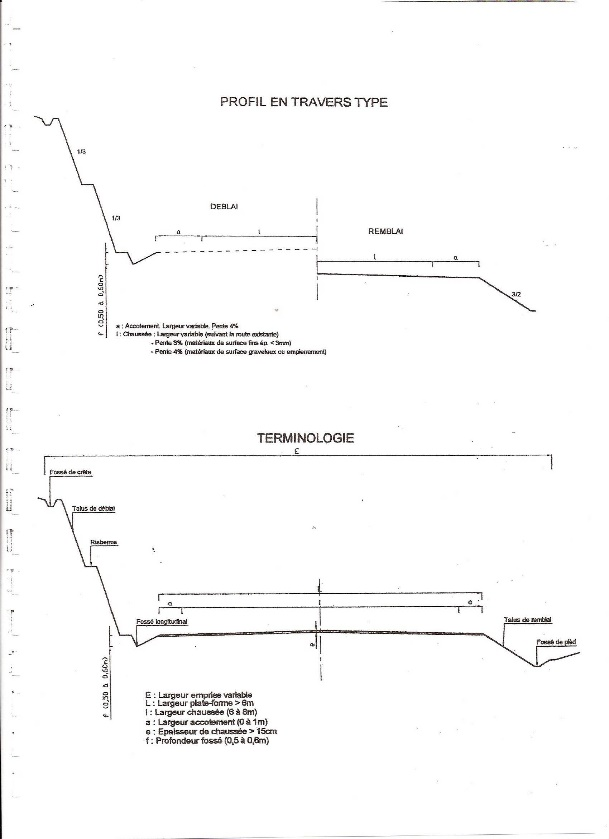 PROFIL EN TRAVERS TYPE
1/3
1/3
DEBLAI
a
l
REMBLAI
l
a
3/2
P (0,50 à 0,60m)
a : Accotement, Largeur variable, Pente 4%
l : Chaussée : Largeur variable (suivant la route existante)
- Pente 3% (matériaux de surface fins ép. < 3mm)
- Pente 4% (matériaux de surface graveleux ou empierrement)
TERMINOLOGIE
E
Fossé de crête
Talus de déblai
Risberme
L
a
l
a
Fossé longitudinal
e
Talus de remblai
Fossé de pied
P (0,50 à 0,60m)
E : Largeur emprise variable
L : Largeur plate-forme > 6m
l : Largeur chaussée (6 à 8m)
a : Largeur accotement (0 à 1m)
e : Epaisseur de chaussée > 15cm
f : Profondeur fossé (0,5 à 0,6m)